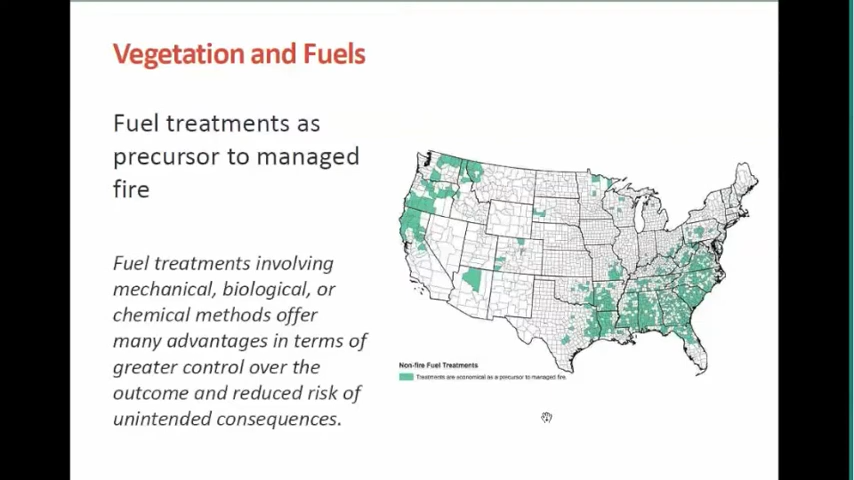 Vegetation and Fuels
Fuel treatments as
precursor to managed
fire
Fuel treatments involving
mechanical, biological, or
chemical methods offer
many advantages in terms of
greater control over the
outcome and reduced risk of
unintended consequences.
Non-fire Fuel Treatments
Treatments are economical as a precursor to managed fire.